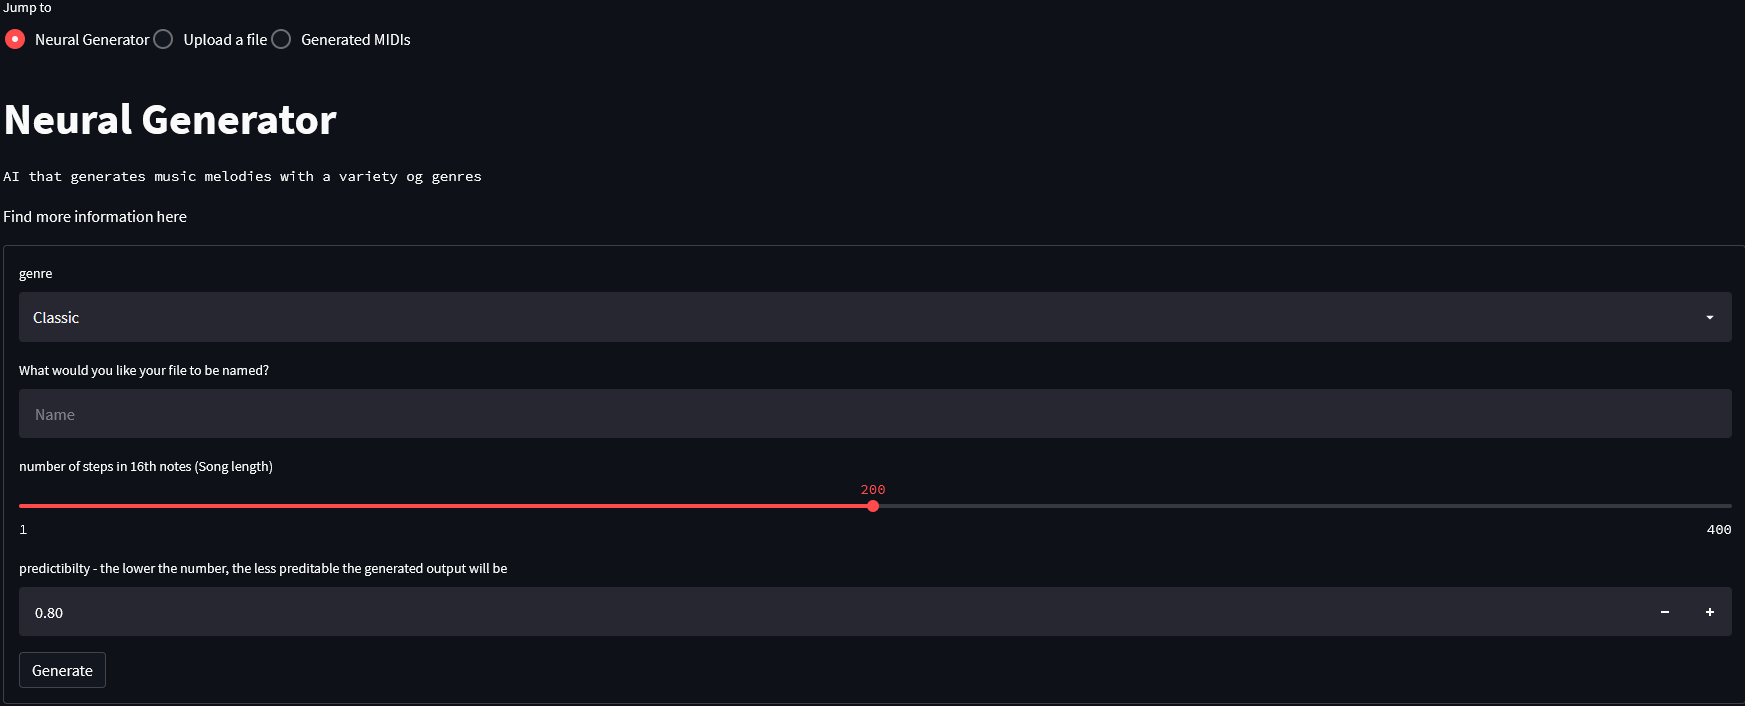 Jump to
Neural Generator Upload a file Generated MIDIs
Neural Generator
AI that generates music melodies with a variety og genres
Find more information here
genre
Classic
What would you like your file to be named?
Name
number of steps in 16th notes (Song length)
200
1 400
predictibilty - the lower the number, the less preditable the generated output will be
0.80 - +
Generate